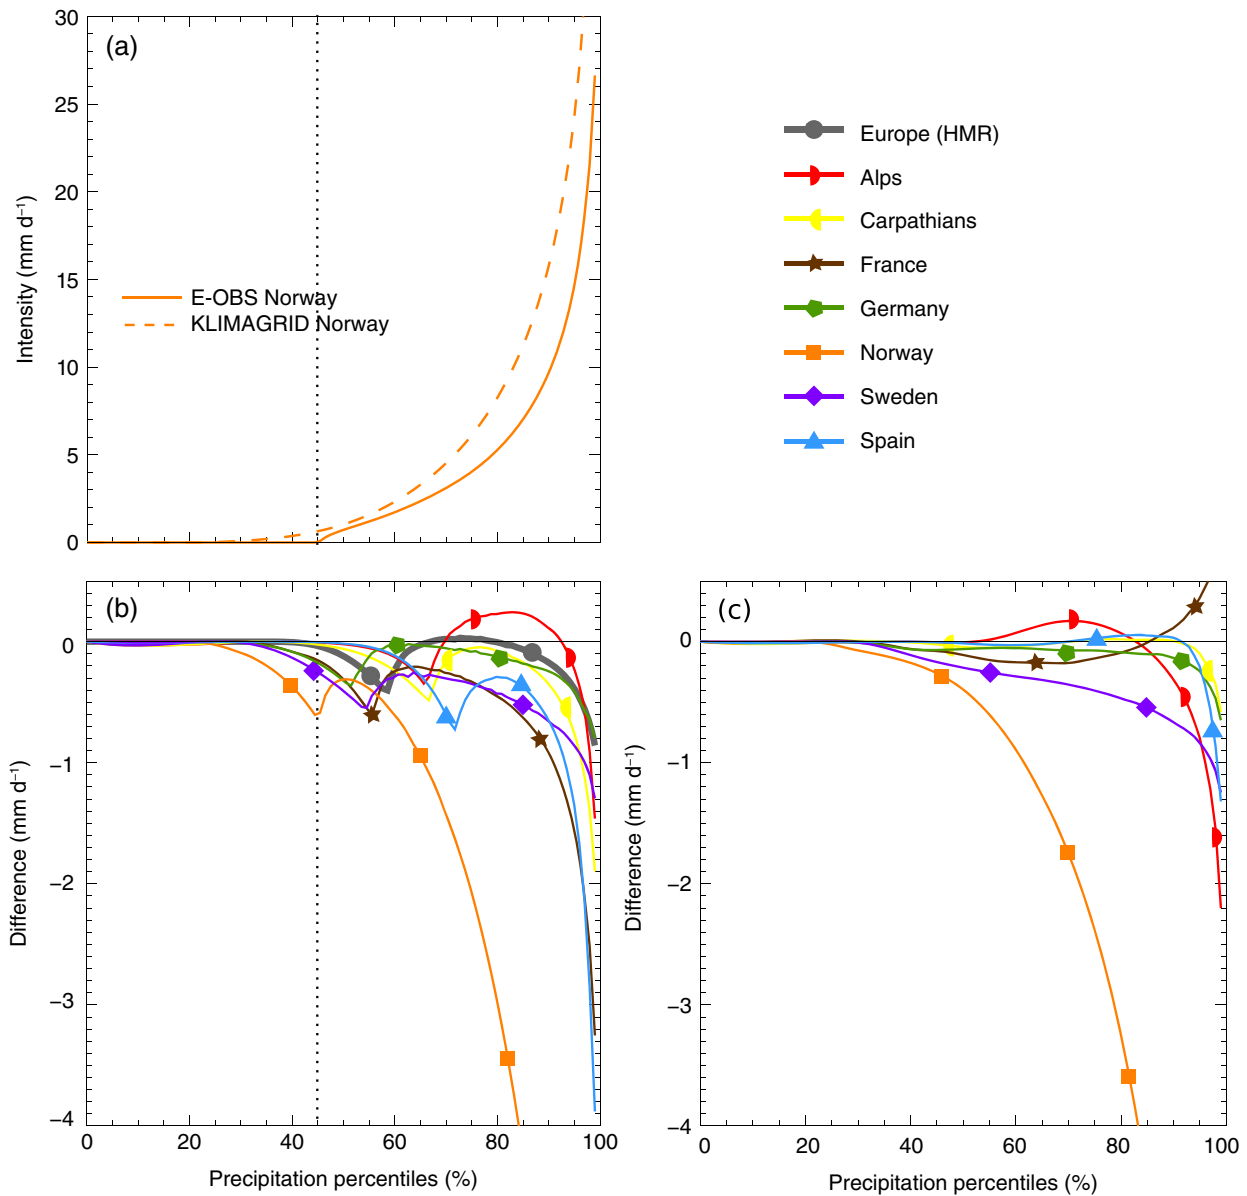 (a)
30
25
20
15
10
5
0
Intensity (mm d⁻¹)
E-OBS Norway
KLIMAGRID Norway
Europe (HMR)
Alps
Carpathians
France
Germany
Norway
Sweden
Spain
(b)
0
−1
−2
−3
−4
Difference (mm d⁻¹)
0 20 40 60 80 100
Precipitation percentiles (%)
(c)
0
−1
−2
−3
−4
Difference (mm d⁻¹)
0 20 40 60 80 100
Precipitation percentiles (%)